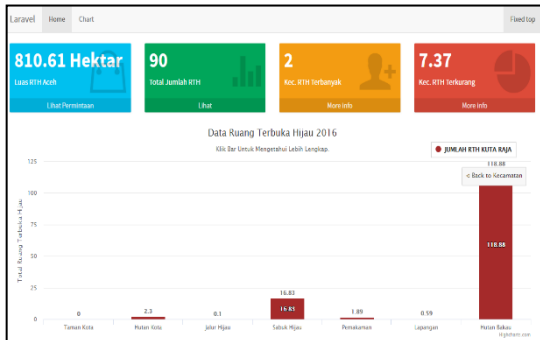 Laravel Home Chart Fixed top
810.61 Hektar
Luas RTH Aceh
Lihat Permintaan
90
Total Jumlah RTH
Lihat
2
Kec. RTH Terbanyak
More info
7.37
Kec. RTH Terkurang
More info
Data Ruang Terbuka Hijau 2016
Klik Bar Untuk Mengetahui Lebih Lengkap.
JUMLAH RTH KUTA RAJA
◁ Back to Kecamatan
Total Ruang Terbuka Hijau
125
100
75
50
25
0
0
2.3
0.1
16.83
16.83
1.89
0.59
118.88
118.88
Taman Kota
Hutan Kota
Jalur Hijau
Sabuk Hijau
Pemakaman
Lapangan
Hutan Bakau
Highcharts.com